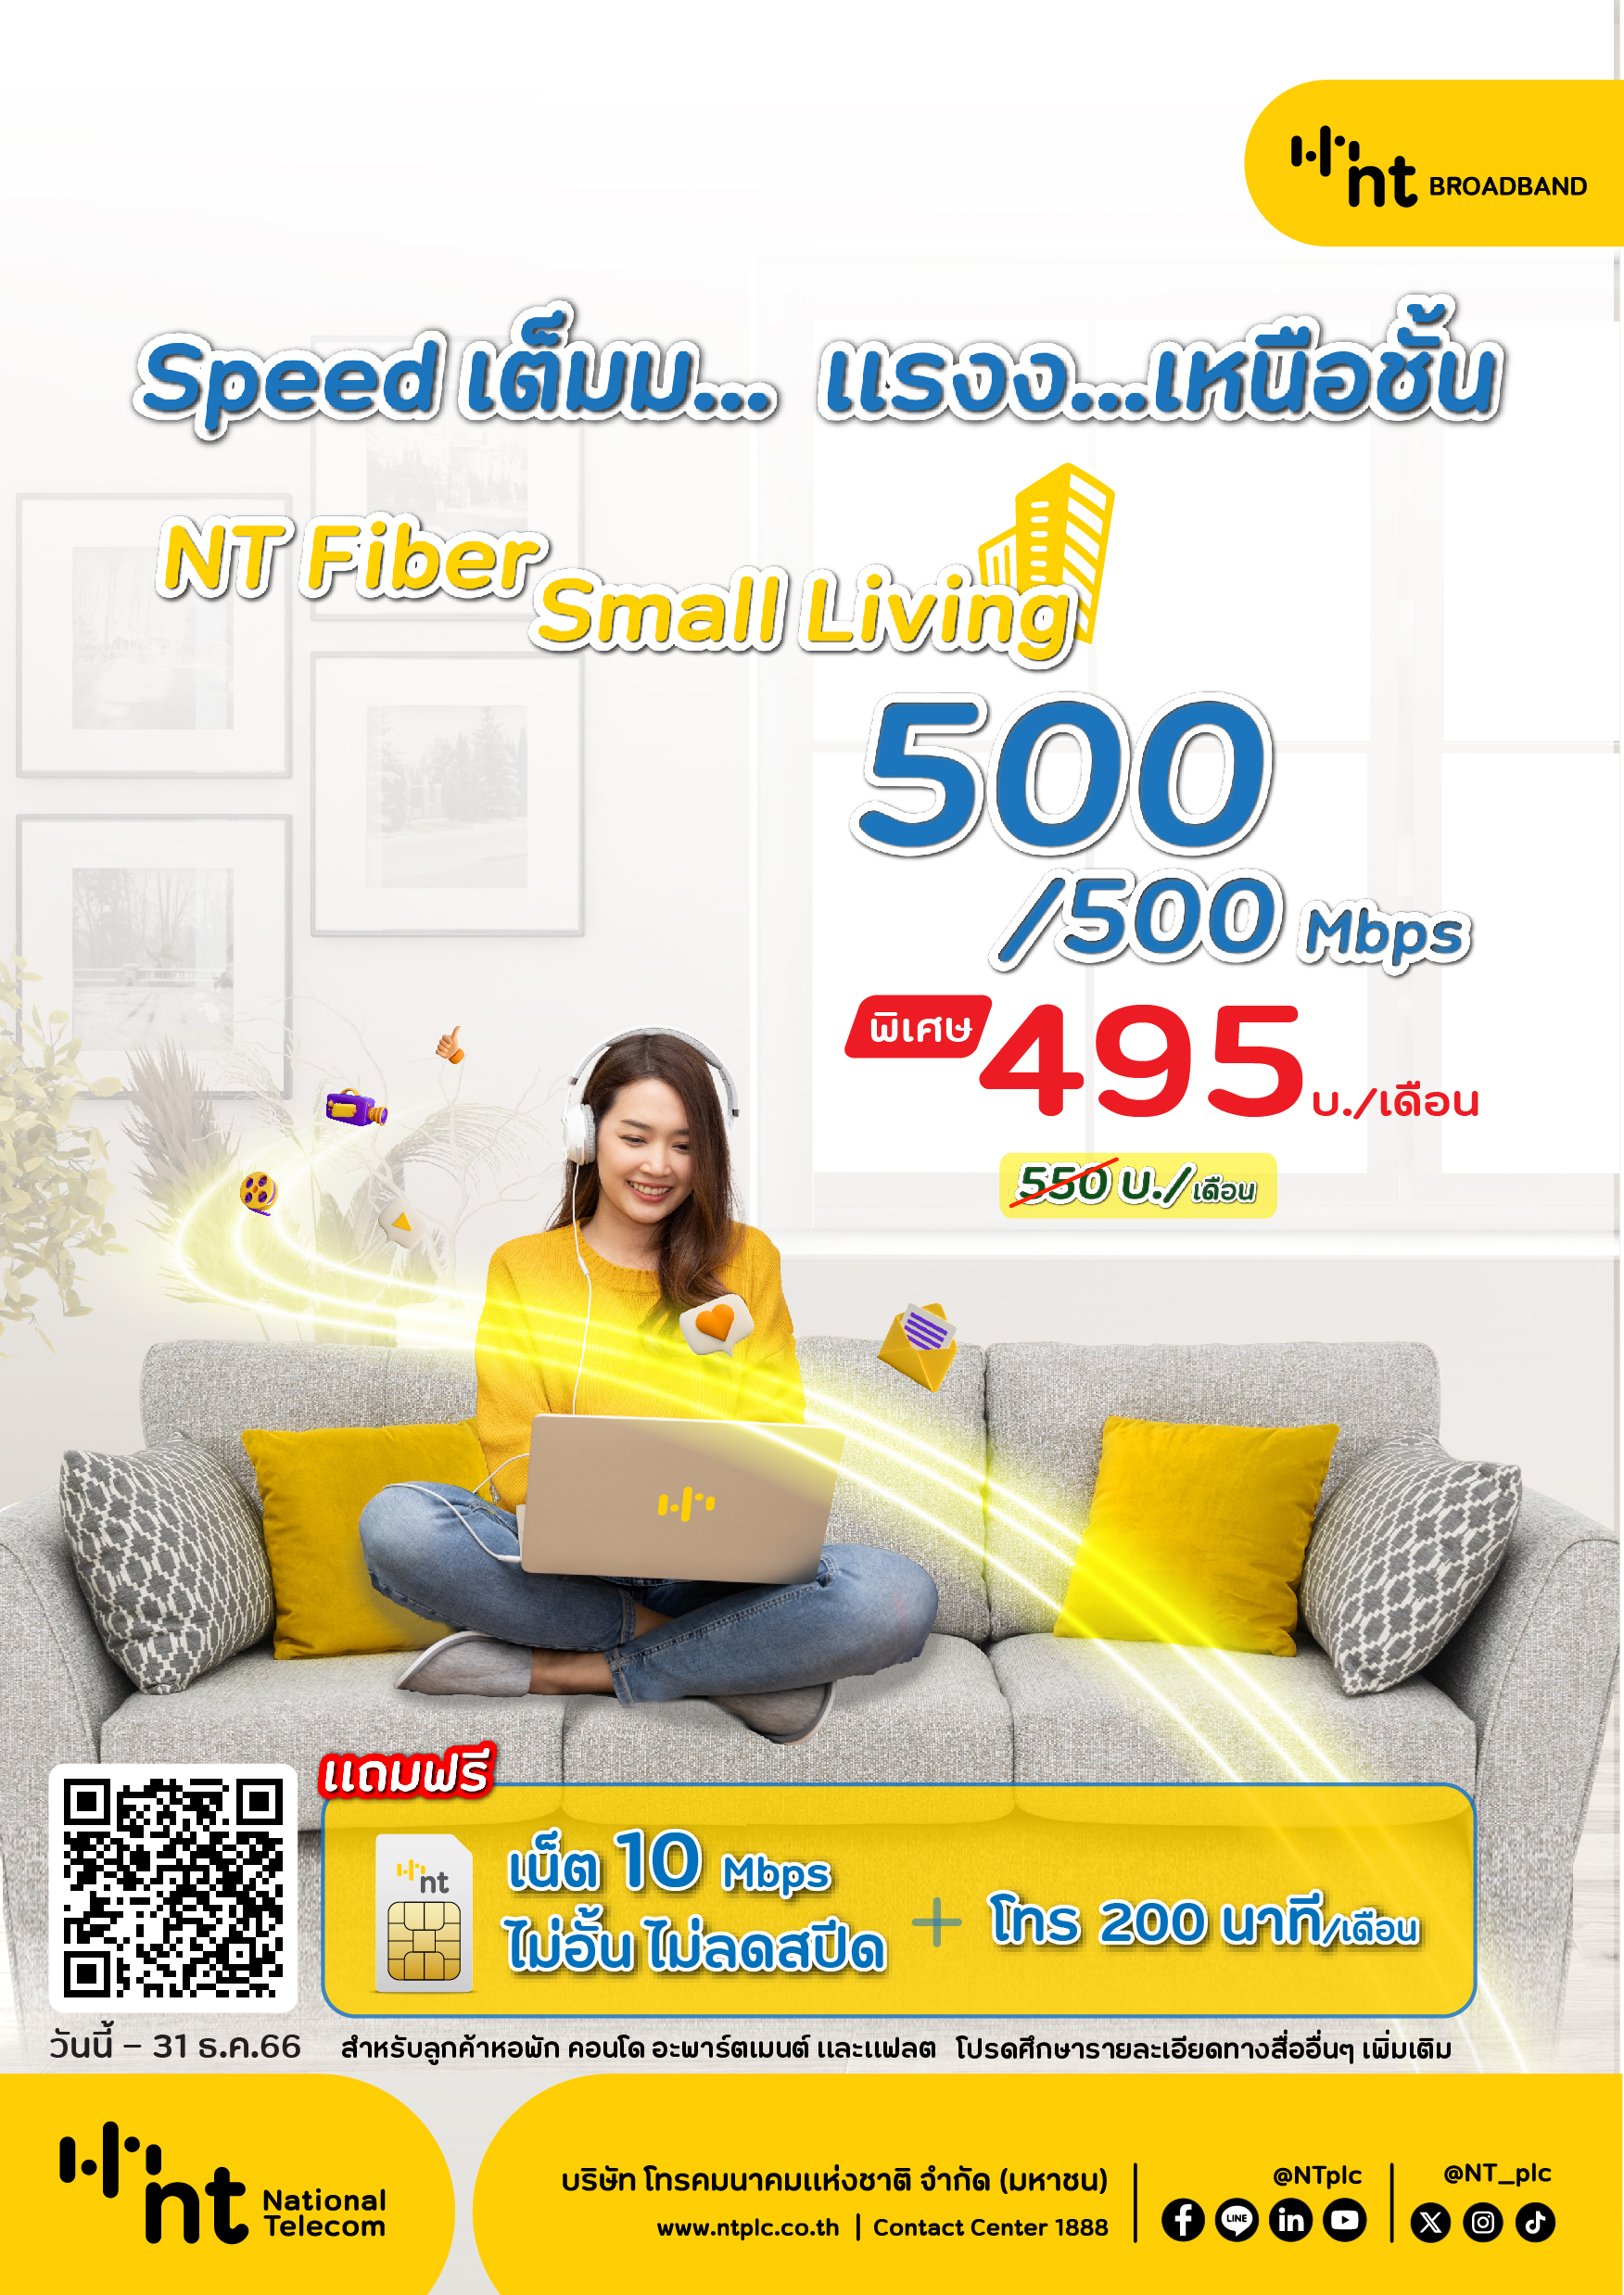 nt BROADBAND
Speed เต็มม... แรงง...เหนือชั้น
NT Fiber
Small Living
500
/500 Mbps
พิเศษ 495 บ./เดือน
550 บ./เดือน
แถมฟรี
nt
เน็ต 10 Mbps
ไม่อั้น ไม่ลดสปีด + โทร 200 นาที/เดือน
วันนี้ – 31 ธ.ค.66 สำหรับลูกค้าหอพัก คอนโด อะพาร์ตเมนต์ และแฟลต โปรดศึกษารายละเอียดทางสื่ออื่นๆ เพิ่มเติม
nt National Telecom
บริษัท โทรคมนาคมแห่งชาติ จำกัด (มหาชน)
www.ntplc.co.th | Contact Center 1888
@NTplc
LINE
@NT_plc